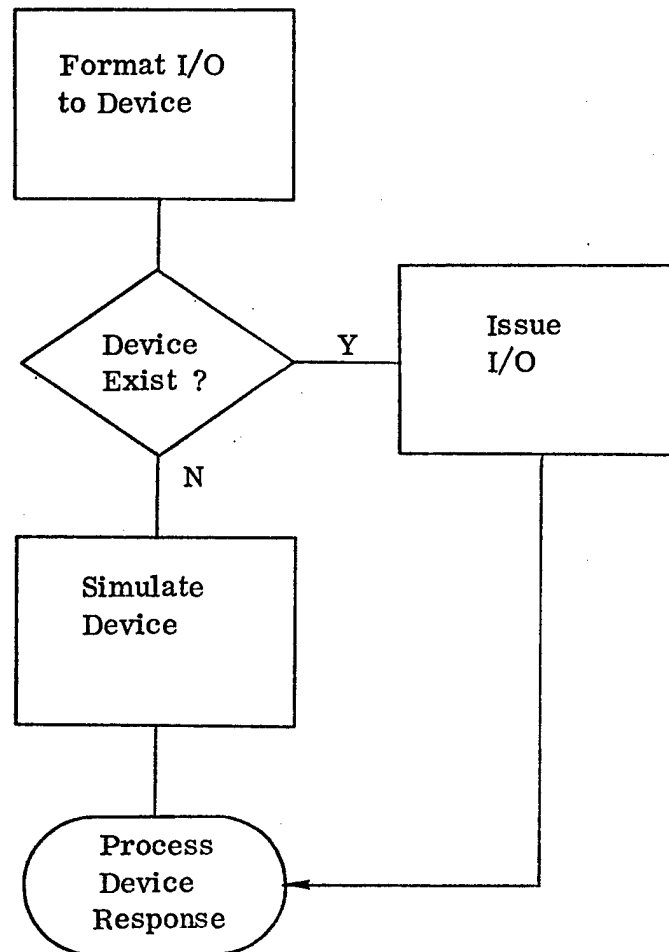 Format I/O
to Device
Device
Exist ?
Y
Issue
I/O
N
Simulate
Device
Process
Device
Response